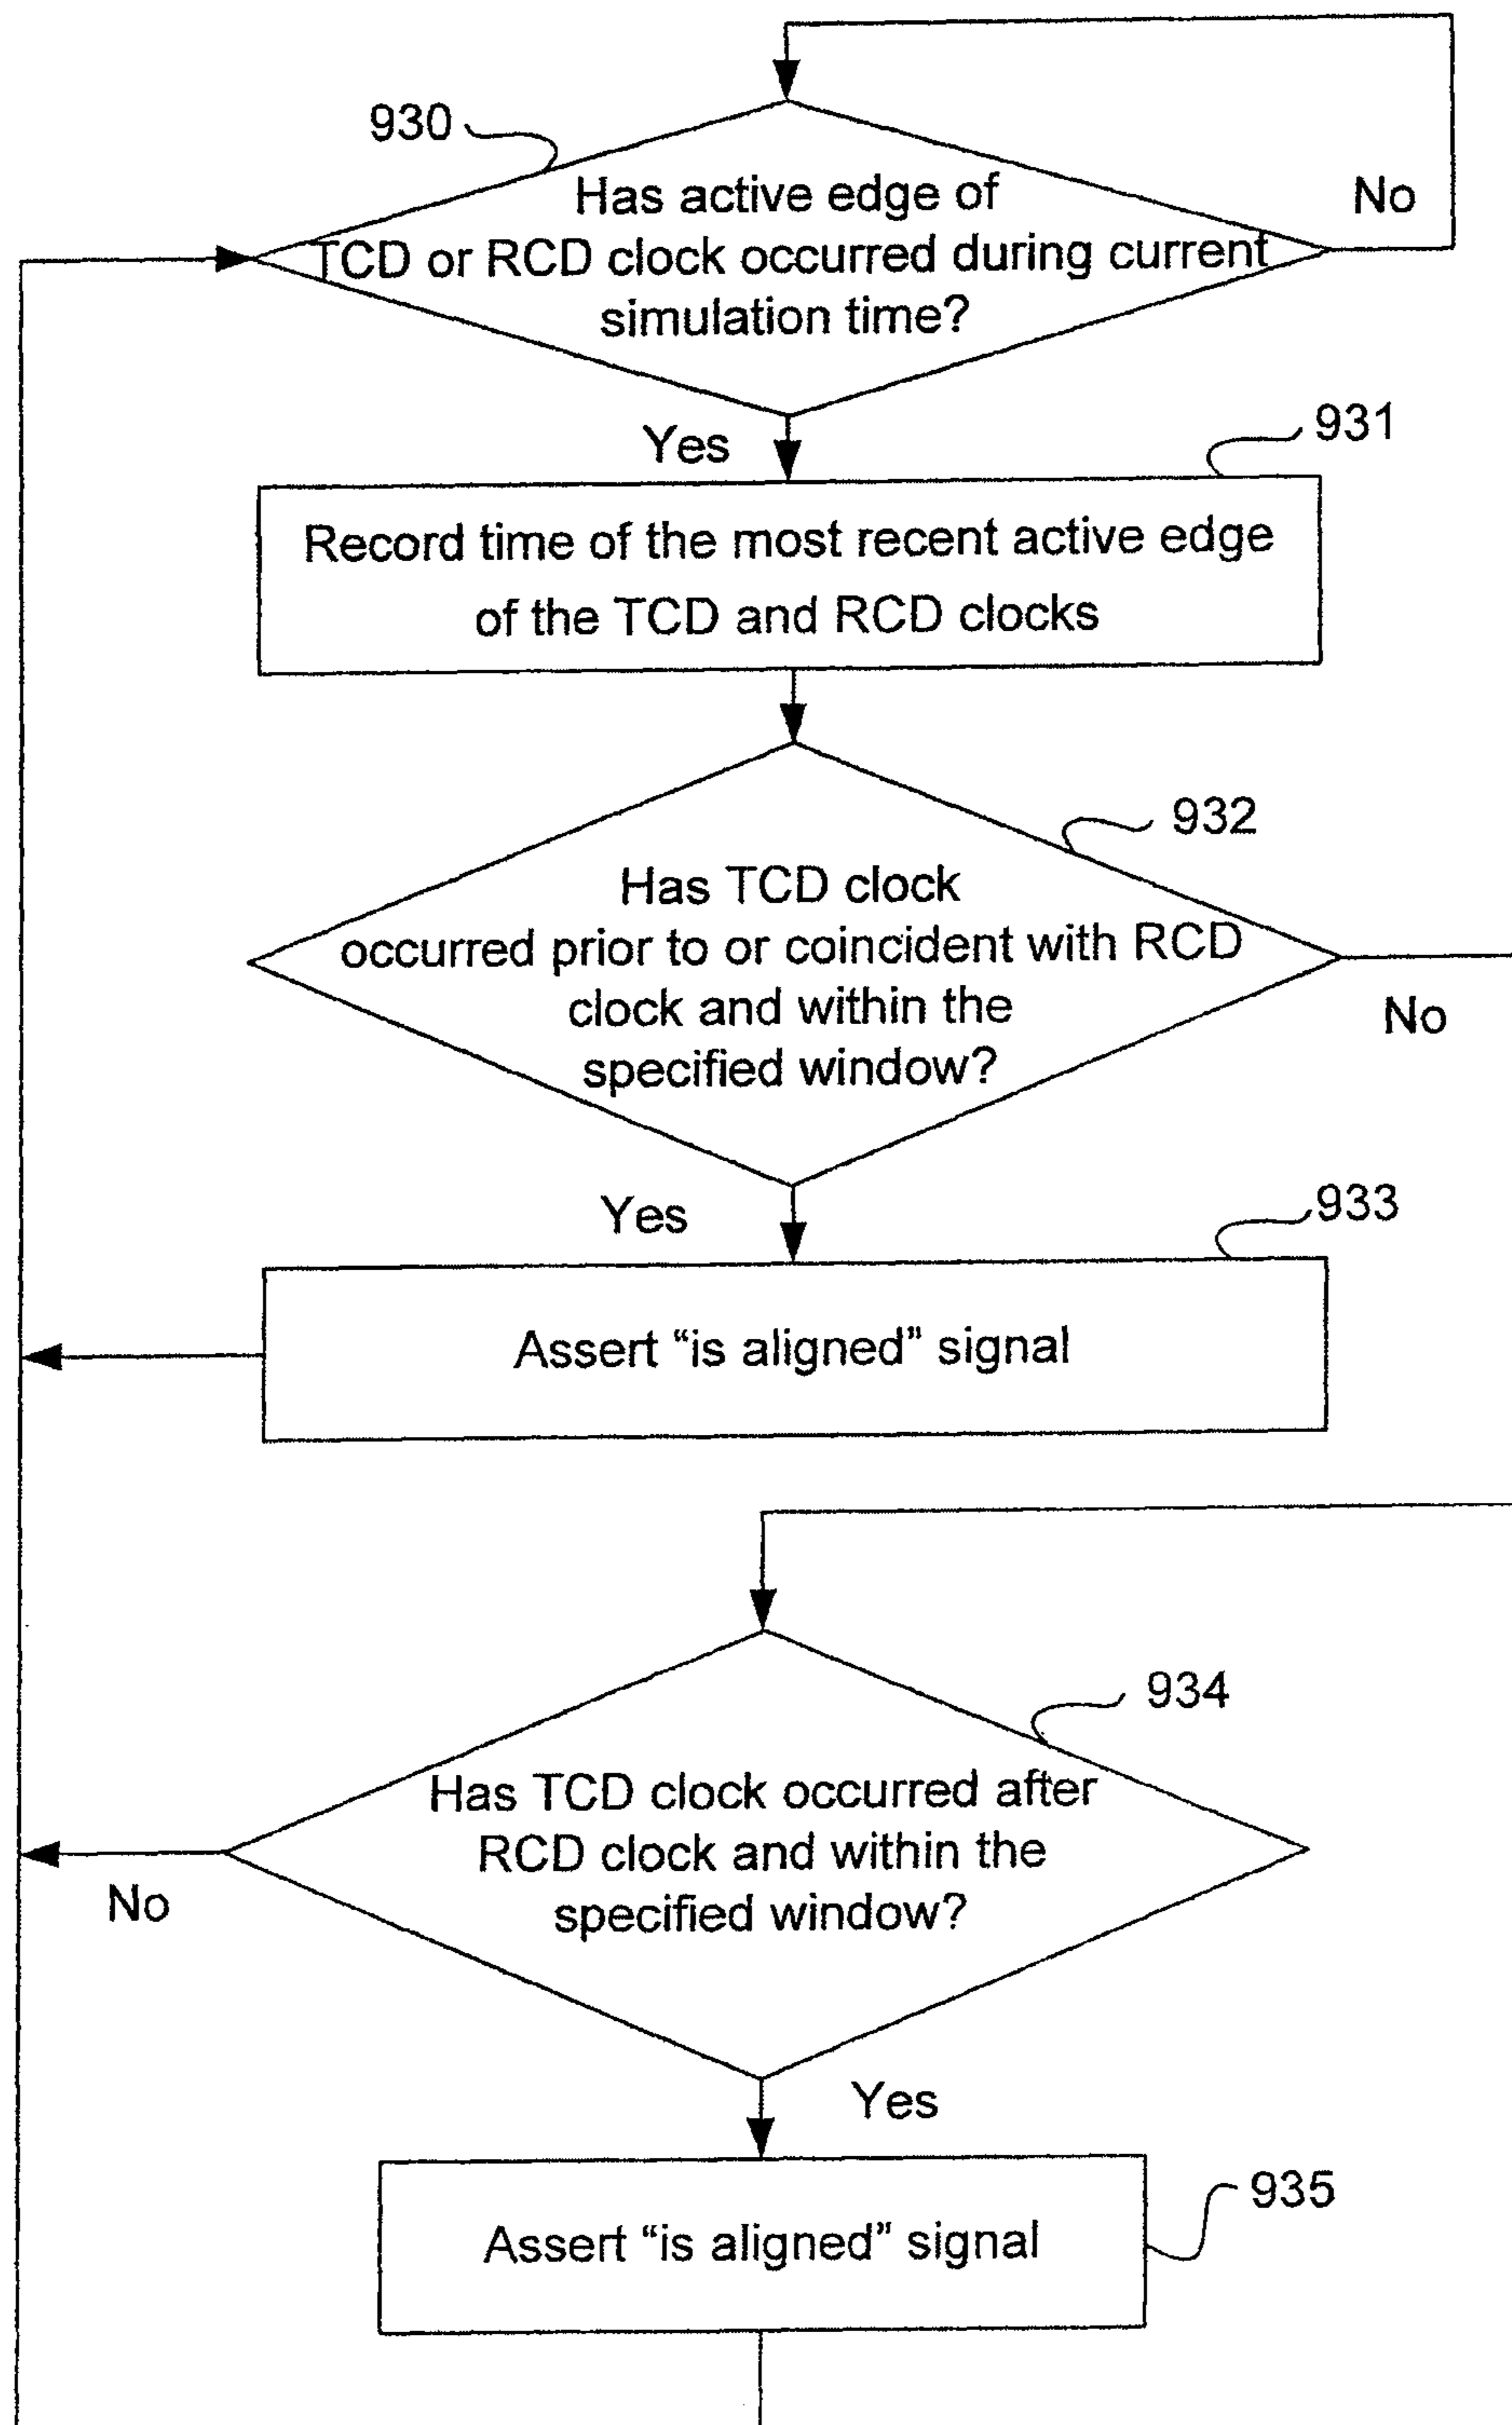 930
Has active edge of
No
TCD or RCD clock occurred during current
simulation time?
Yes
931
Record time of the most recent active edge
of the TCD and RCD clocks
932
Has TCD clock
occurred prior to or coincident with RCD
clock and within the
No
specified window?
Yes
933
Assert “is aligned” signal
934
Has TCD clock occurred after
RCD clock and within the
No
specified window?
Yes
935
Assert “is aligned” signal